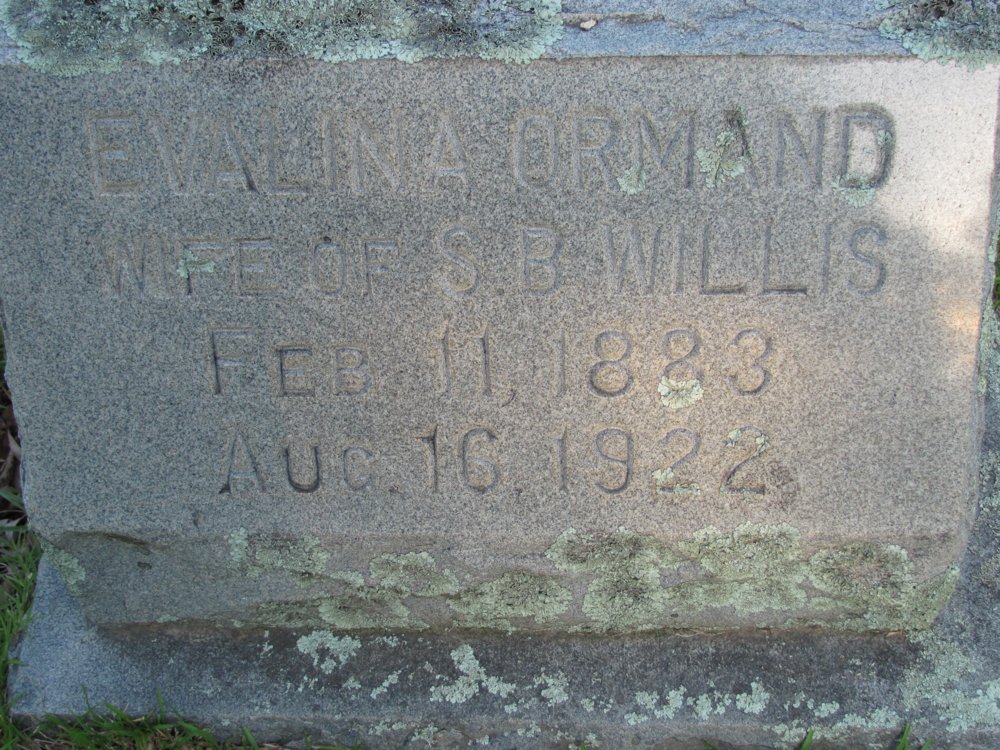 EVALINA ORMAND
WIFE OF S.B. WILLIS
FEB. 11, 1883
AUG. 16, 1922